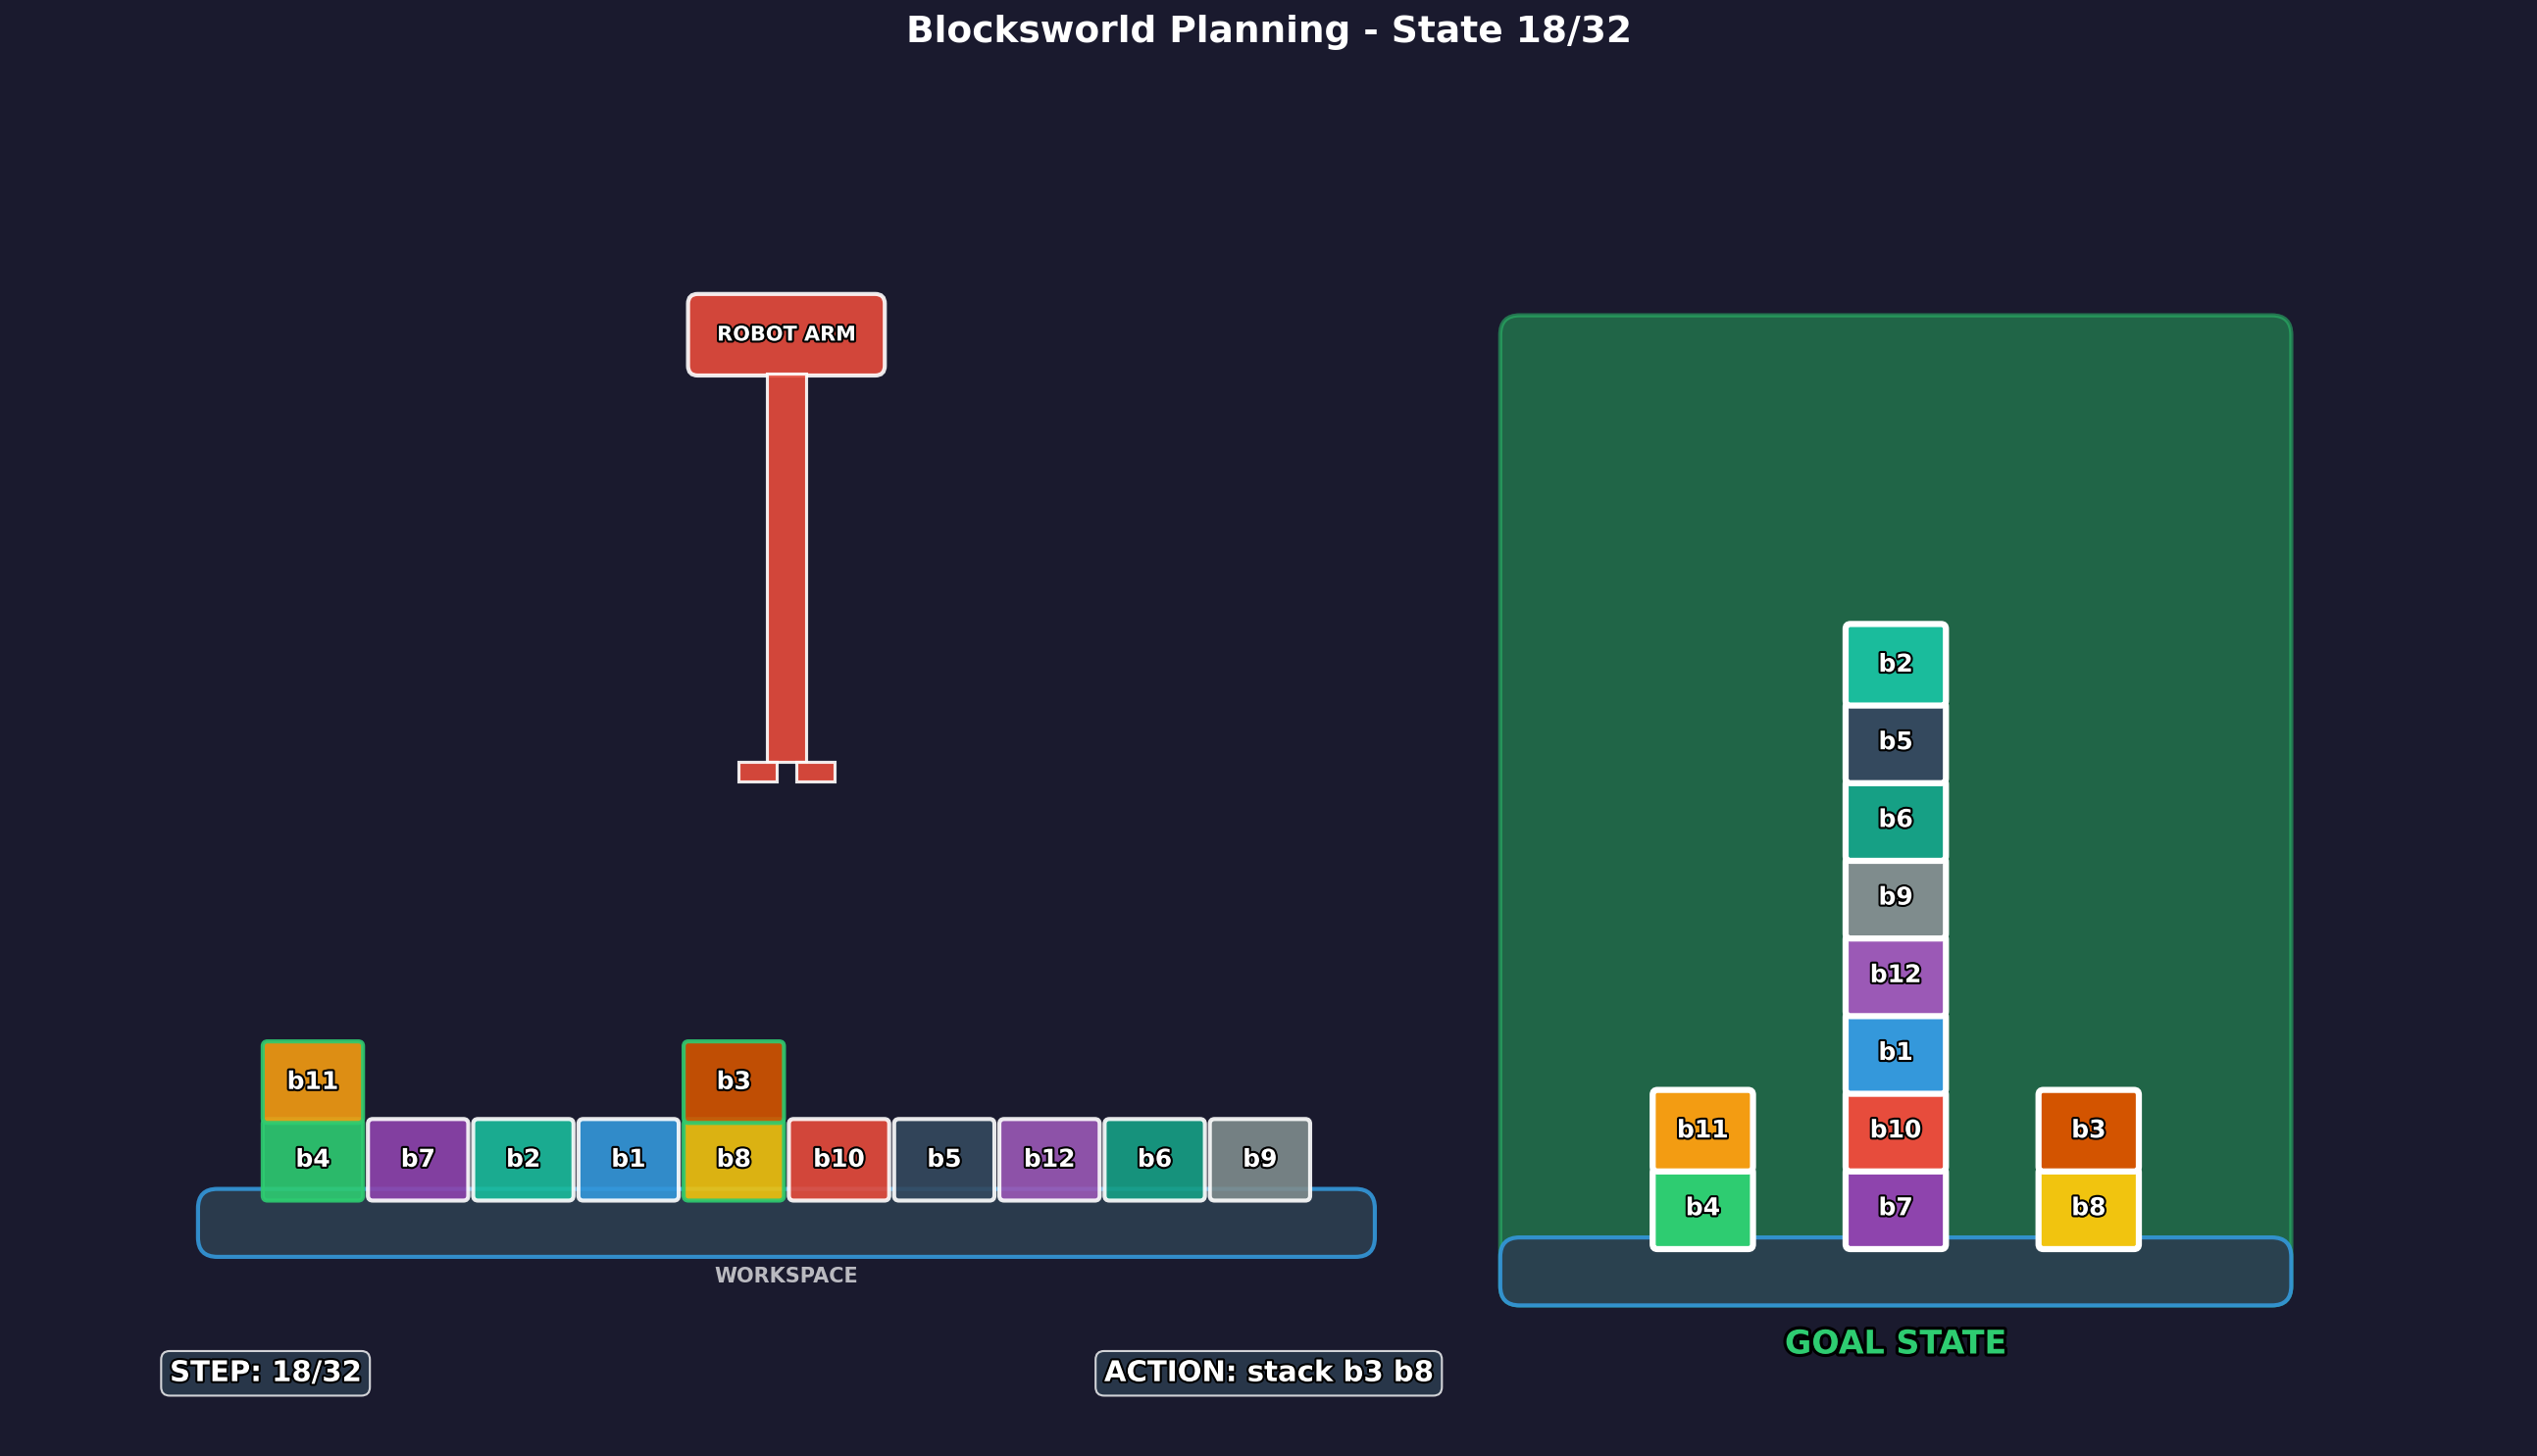 Blocksworld Planning - State 18/32
ROBOT ARM
b11
b3
b4
b7
b2
b1
b8
b10
b5
b12
b6
b9
WORKSPACE
b2
b5
b6
b9
b12
b1
b11
b10
b3
b4
b7
b8
GOAL STATE
STEP: 18/32
ACTION: stack b3 b8